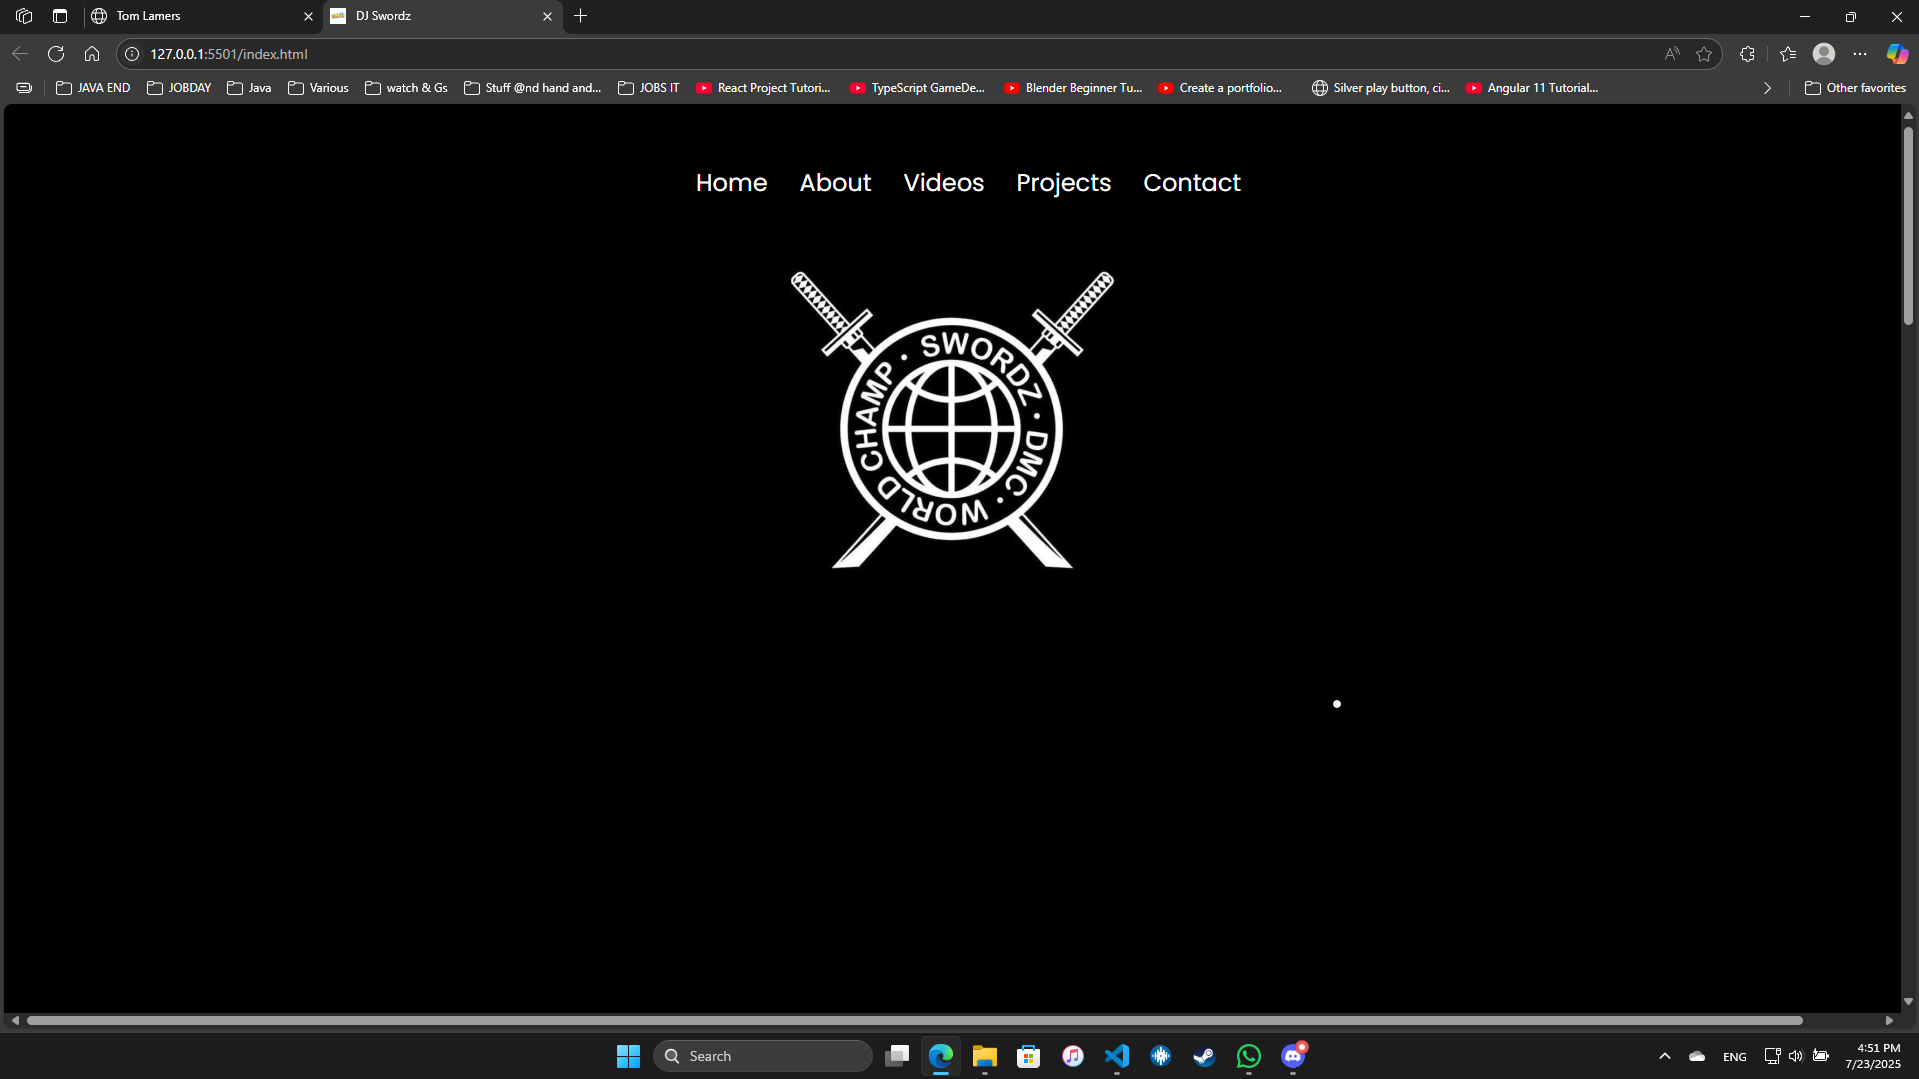 Tom Lamers
DJ Swordz
127.0.0.1:5501/index.html
JAVA END JOBDAY Java Various watch & Gs Stuff @nd hand and... JOBS IT React Project Tutori... TypeScript GameDe... Blender Beginner Tu... Create a portfolio... Silver play button, ci... Angular 11 Tutorial... Other favorites
Home About Videos Projects Contact
SWORDZ · DMC · WORLD CHAMP ·
Search
ENG
4:51 PM
7/23/2025